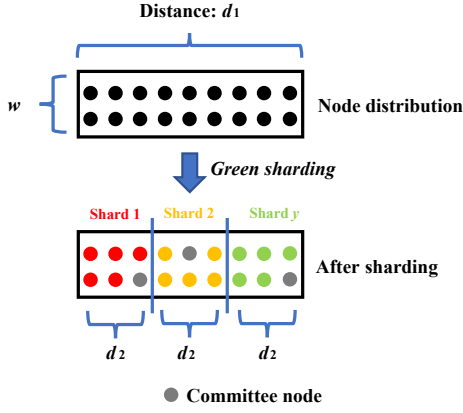 Distance: d1
w
Node distribution
Green sharding
Shard 1 Shard 2 Shard y
After sharding
d2 d2 d2
Committee node